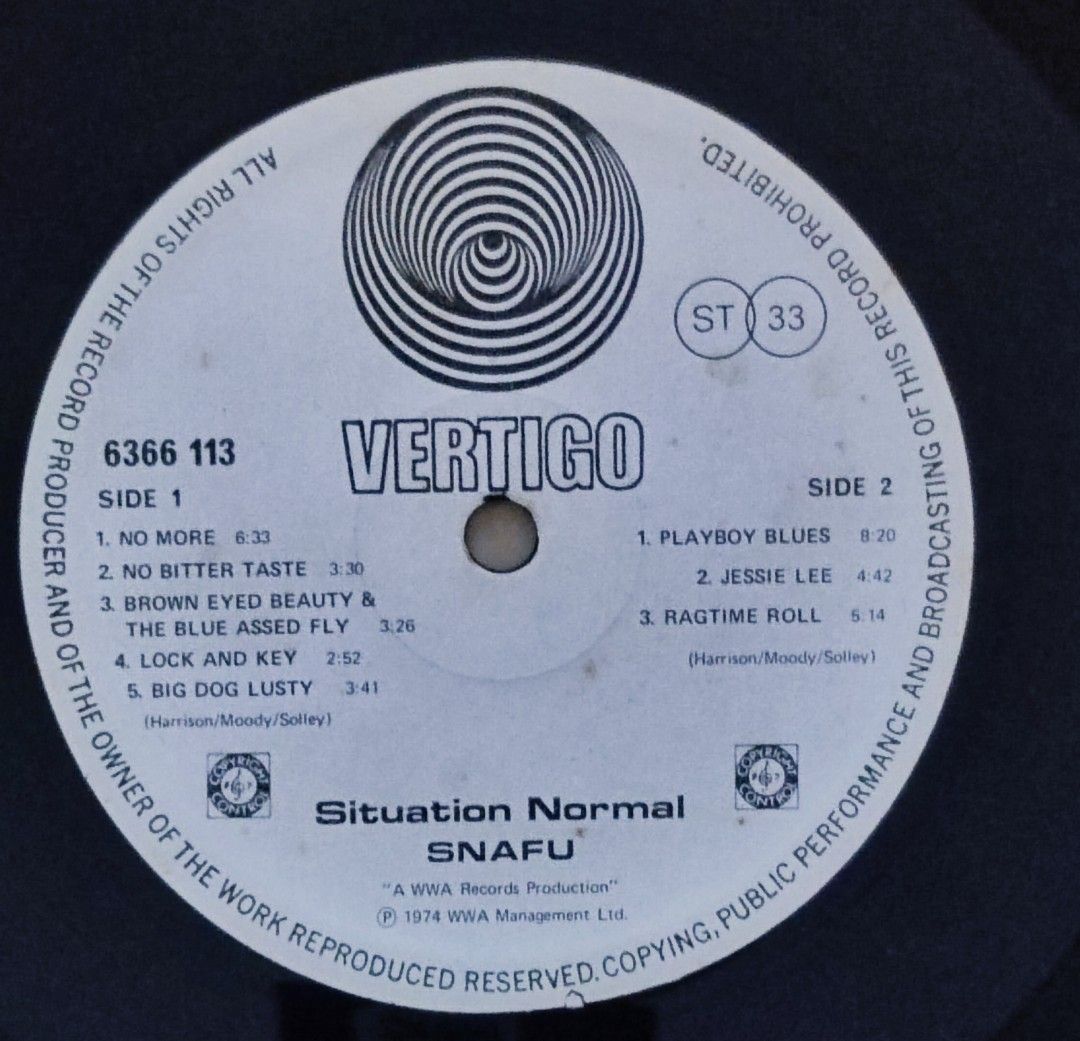 ALL RIGHTS OF THE RECORD PRODUCER AND OF THE OWNER OF THE WORK REPRODUCED RESERVED. COPYING, PUBLIC PERFORMANCE AND BROADCASTING OF THIS RECORD PROHIBITED.
ST 33
VERTIGO
6366 113
SIDE 1
1. NO MORE 6:33
2. NO BITTER TASTE 3:30
3. BROWN EYED BEAUTY &
THE BLUE ASSED FLY 3:26
4. LOCK AND KEY 2:52
5. BIG DOG LUSTY 3:41
(Harrison/Moody/Solley)
SIDE 2
1. PLAYBOY BLUES 8:20
2. JESSIE LEE 4:42
3. RAGTIME ROLL 5.14
(Harrison/Moody/Solley)
COPYRIGHT CONTROL
COPYRIGHT CONTROL
Situation Normal
SNAFU
"A WWA Records Production"
Ⓟ 1974 WWA Management Ltd.